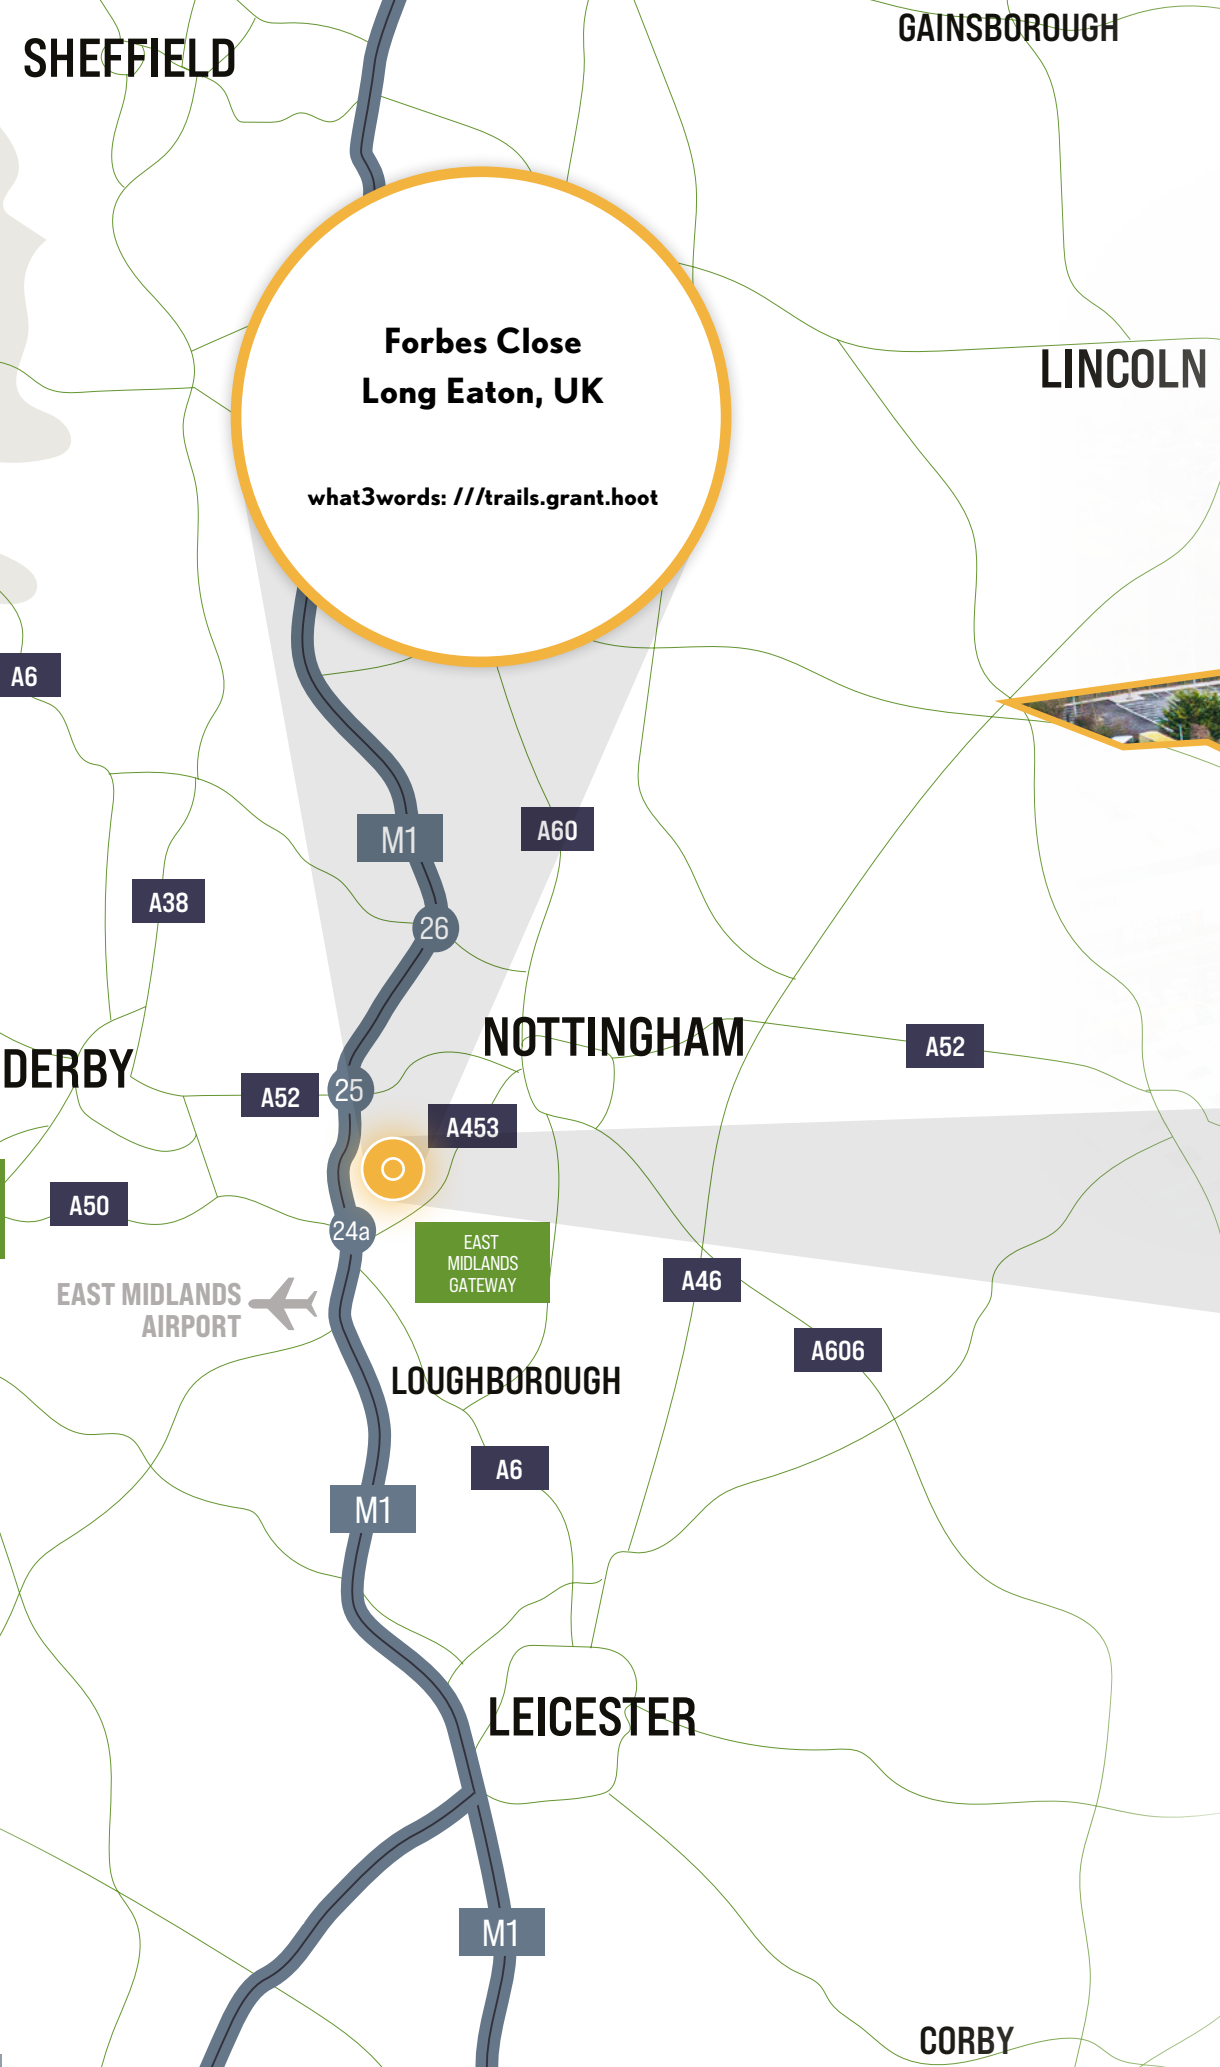 GAINSBOROUGH
SHEFFIELD
Forbes Close
Long Eaton, UK
LINCOLN
what3words: ///trails.grant.hoot
A6
A60
M1
A38
26
NOTTINGHAM
A52
DERBY
A52
25
A453
A50
24a
EAST
MIDLANDS
GATEWAY
A46
EAST MIDLANDS
AIRPORT
A606
LOUGHBOROUGH
A6
M1
LEICESTER
M1
CORBY